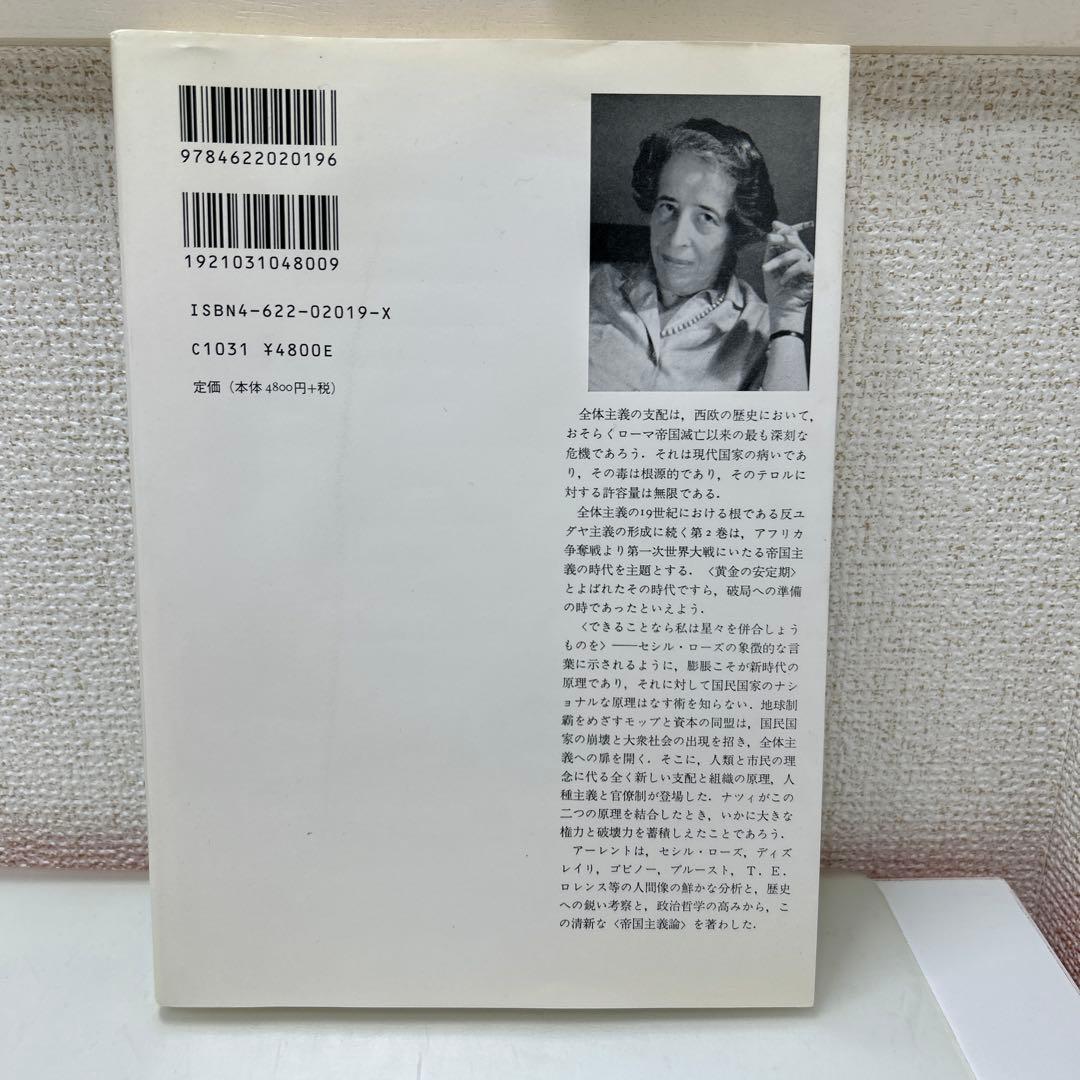 9784622020196
1921031048009
ISBN4-622-02019-X
C1031 ¥4800E
定価（本体 4800円+税）
全体主義の支配は，西欧の歴史において，
おそらくローマ帝国滅亡以来の最も深刻な
危機であろう．それは現代国家の病いであ
り，その毒は根源的であり，そのテロルに
対する許容量は無限である．
全体主義の19世紀における根である反ユ
ダヤ主義の形成に続く第2巻は，アフリカ
争奪戦より第一次世界大戦にいたる帝国主
義の時代を主題とする．〈黄金の安定期〉
とよばれたその時代ですら，破局への準備
の時であったといえよう．
〈できることなら私は星々を併合しょう
ものを〉――セシル・ローズの象徴的な言
葉に示されるように，膨脹こそが新時代の
原理であり，それに対して国民国家のナシ
ョナルな原理はなす術を知らない．地球制
覇をめざすモッブと資本の同盟は，国民国
家の崩壊と大衆社会の出現を招き，全体主
義への扉を開く．そこに，人類と市民の理
念に代る全く新しい支配と組織の原理，人
種主義と官僚制が登場した．ナツィがこの
二つの原理を結合したとき，いかに大きな
権力と破壊力を蓄積しえたことであろう．
アーレントは，セシル・ローズ，ディズ
レイリ，ゴビノー，プルースト，T．E．
ロレンス等の人間像の鮮かな分析と，歴史
への鋭い考察と，政治哲学の高みから，こ
の清新な〈帝国主義論〉を著わした．